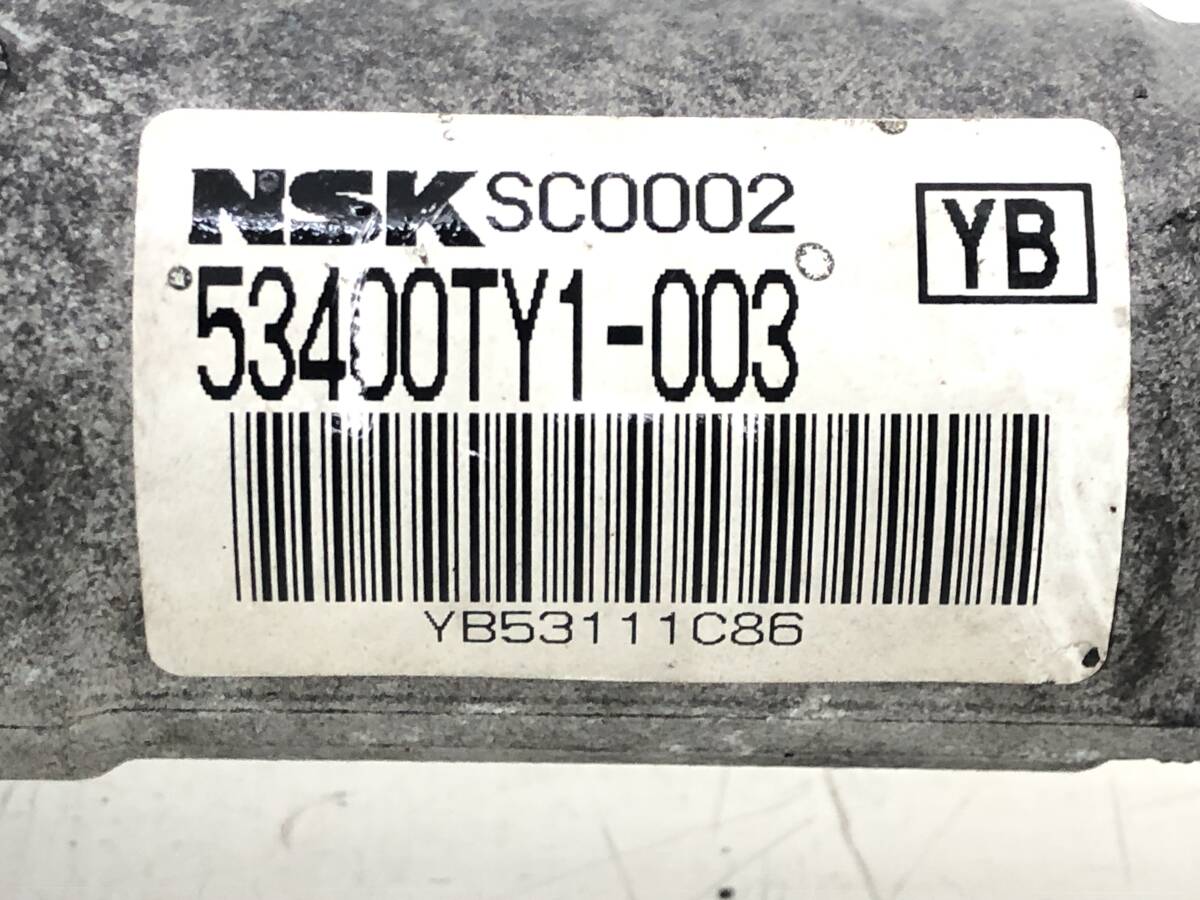 NSK SC0002
YB
53400TY1-003
YB53111C86